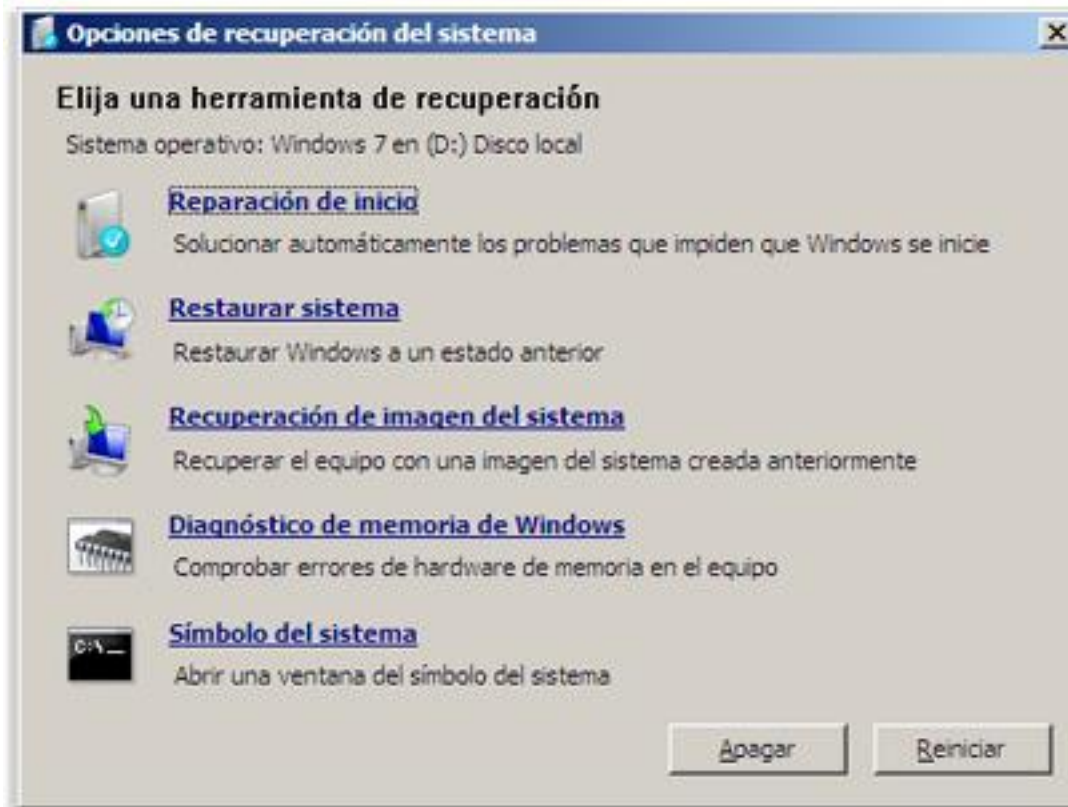 Opciones de recuperación del sistema
Elija una herramienta de recuperación
Sistema operativo: Windows 7 en (D:) Disco local
Reparación de inicio
Solucionar automáticamente los problemas que impiden que Windows se inicie
Restaurar sistema
Restaurar Windows a un estado anterior
Recuperación de imagen del sistema
Recuperar el equipo con una imagen del sistema creada anteriormente
Diagnóstico de memoria de Windows
Comprobar errores de hardware de memoria en el equipo
C:\_
Símbolo del sistema
Abrir una ventana del símbolo del sistema
Apagar Reiniciar